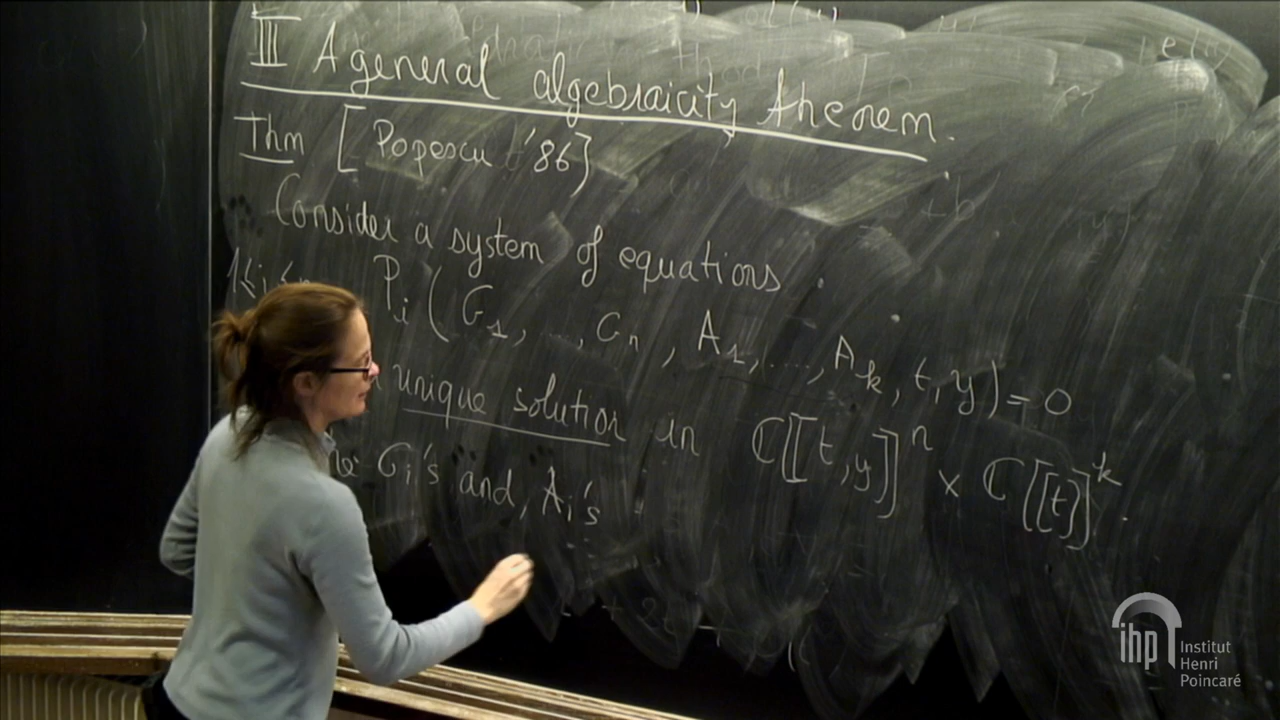 III A general algebraicity theorem.
Thm [Popescu '86]
Consider a system of equations
1≤i≤n P_i(G_1, ..., G_n, A_1, ..., A_k, t, y) = 0
unique solution in ℂ[[t,y]]^n × ℂ[[t]]^k.
G_i's and A_i's
ihp Institut
Henri
Poincaré